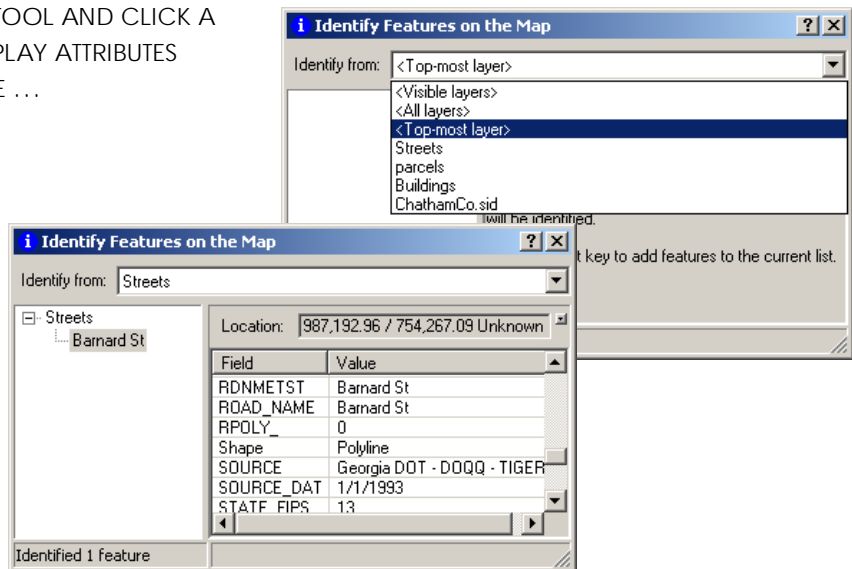 TOOL AND CLICK A
PLAY ATTRIBUTES
E ...
i Identify Features on the Map
Identify from: <Top-most layer>
<Visible layers>
<All layers>
<Top-most layer>
Streets
parcels
Buildings
ChathamCo.sid
will be identified.
t key to add features to the current list.
i Identify Features on the Map
Identify from: Streets
Streets
Barnard St
Location: 987,192.96 / 754,267.09 Unknown
Field Value
RDNMETST Barnard St
ROAD_NAME Barnard St
RPOLY_ 0
Shape Polyline
SOURCE Georgia DOT - DOQQ - TIGER
SOURCE_DAT 1/1/1993
STATE_FIPS 13
Identified 1 feature